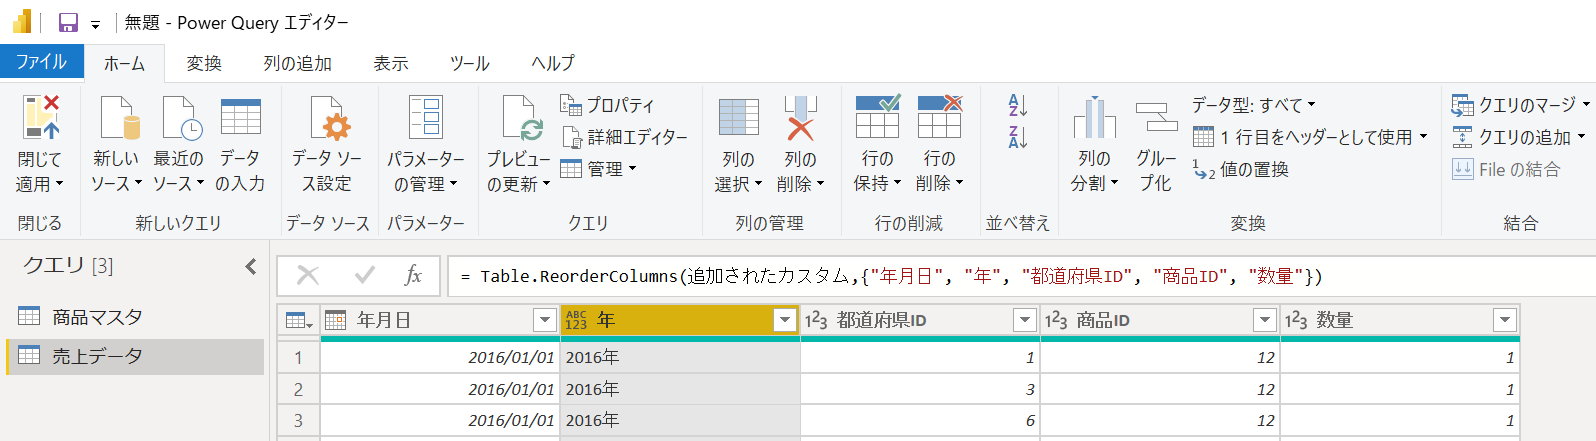 無題 - Power Query エディター
ファイル ホーム 変換 列の追加 表示 ツール ヘルプ
閉じて適用
新しいソース
最近のソース
データの入力
データ ソース設定
パラメーターの管理
プレビューの更新
プロパティ
詳細エディター
管理
列の選択
列の削除
行の保持
行の削除
列の分割
グループ化
データ型: すべて
1 行目をヘッダーとして使用
値の置換
クエリのマージ
クエリの追加
File の結合
閉じる 新しいクエリ データ ソース パラメーター クエリ 列の管理 行の削減 並べ替え 変換 結合
クエリ [3]
商品マスタ
売上データ
= Table.ReorderColumns(追加されたカスタム,{"年月日", "年", "都道府県ID", "商品ID", "数量"})
年月日 ABC123 年 123 都道府県ID 123 商品ID 123 数量
1 2016/01/01 2016年 1 12 1
2 2016/01/01 2016年 3 12 1
3 2016/01/01 2016年 6 12 1